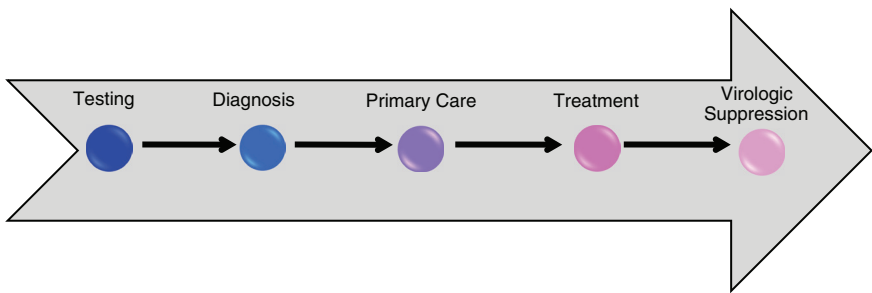 Testing
Diagnosis
Primary Care
Treatment
Virologic
Suppression